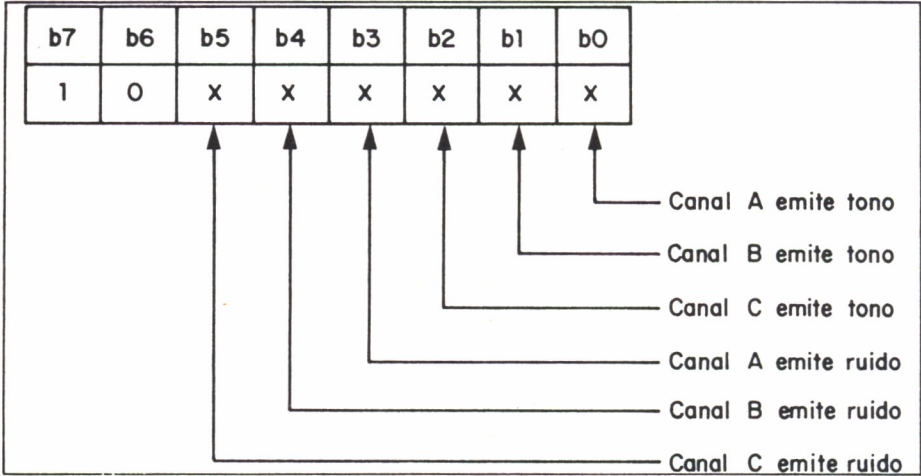 b7 b6 b5 b4 b3 b2 b1 b0
1 0 x x x x x x
Canal A emite tono
Canal B emite tono
Canal C emite tono
Canal A emite ruido
Canal B emite ruido
Canal C emite ruido